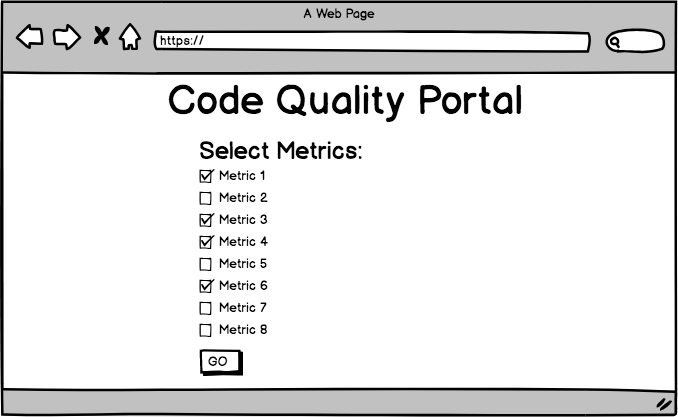 A Web Page
https://
Code Quality Portal
Select Metrics:
Metric 1
Metric 2
Metric 3
Metric 4
Metric 5
Metric 6
Metric 7
Metric 8
GO